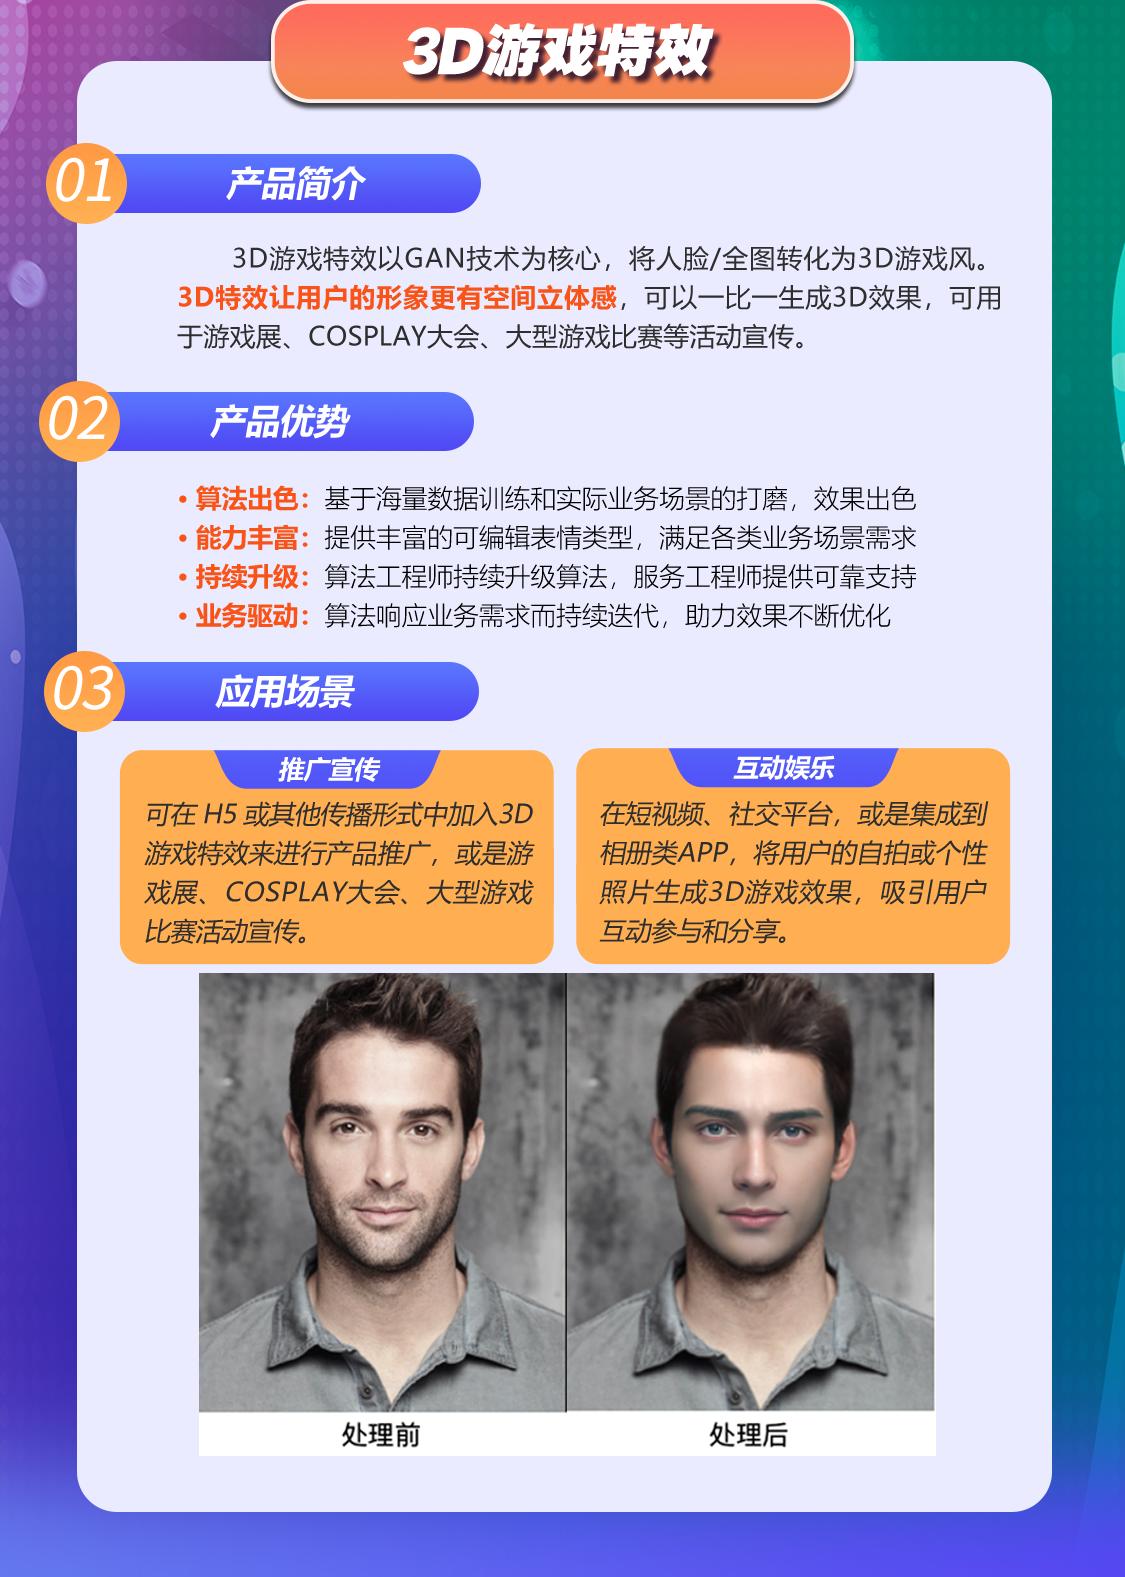 3D游戏特效
01 产品简介
3D游戏特效以GAN技术为核心，将人脸/全图转化为3D游戏风。
3D特效让用户的形象更有空间立体感，可以一比一生成3D效果，可用
于游戏展、COSPLAY大会、大型游戏比赛等活动宣传。
02 产品优势
• 算法出色：基于海量数据训练和实际业务场景的打磨，效果出色
• 能力丰富：提供丰富的可编辑表情类型，满足各类业务场景需求
• 持续升级：算法工程师持续升级算法，服务工程师提供可靠支持
• 业务驱动：算法响应业务需求而持续迭代，助力效果不断优化
03 应用场景
推广宣传
可在 H5 或其他传播形式中加入3D
游戏特效来进行产品推广，或是游
戏展、COSPLAY大会、大型游戏
比赛活动宣传。
互动娱乐
在短视频、社交平台，或是集成到
相册类APP，将用户的自拍或个性
照片生成3D游戏效果，吸引用户
互动参与和分享。
处理前
处理后